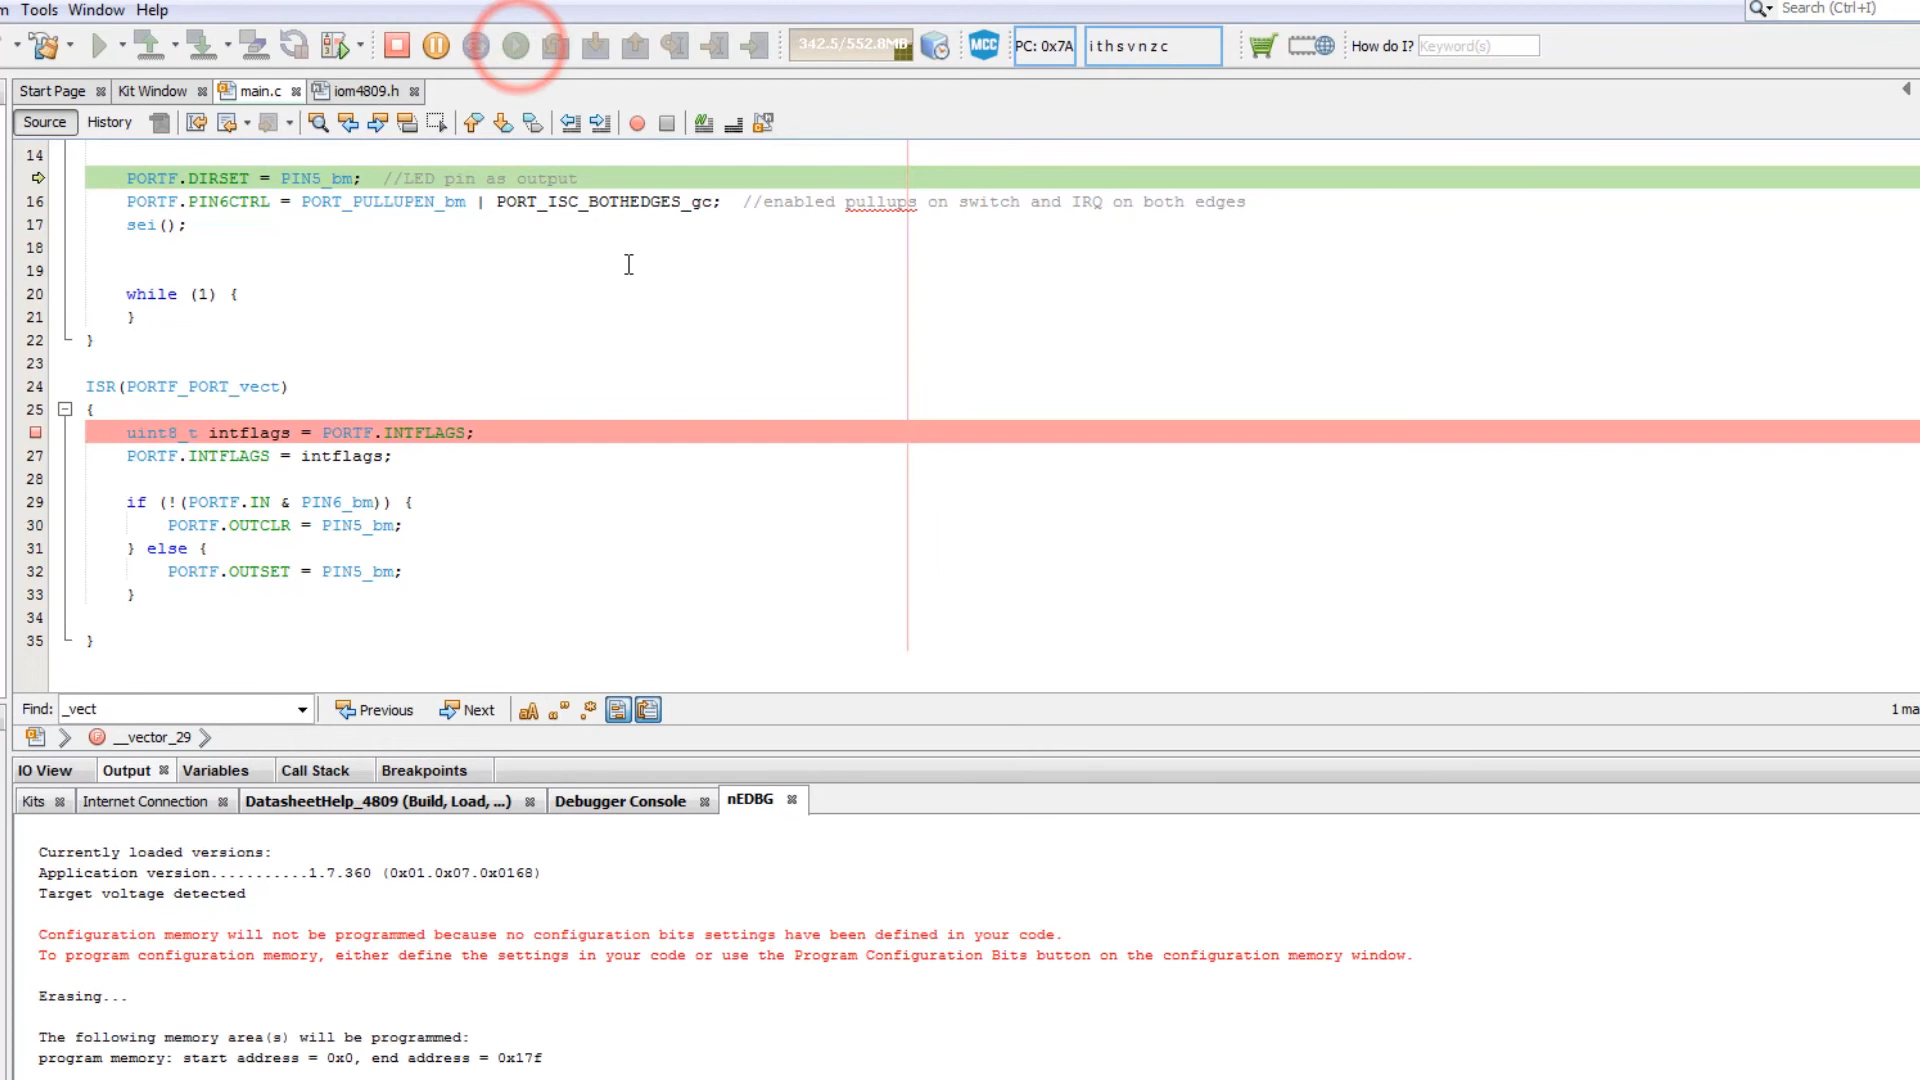 m Tools Window Help Search (Ctrl+I)
342.5/552.8MB MCC PC: 0x7A i t h s v n z c How do I? Keyword(s)
Start Page Kit Window main.c iom4809.h
Source History
14
PORTF.DIRSET = PIN5_bm; //LED pin as output
16 PORTF.PIN6CTRL = PORT_PULLUPEN_bm | PORT_ISC_BOTHEDGES_gc; //enabled pullups on switch and IRQ on both edges
17 sei();
18
19
20 while (1) {
21 }
22 }
23
24 ISR(PORTF_PORT_vect)
25 {
uint8_t intflags = PORTF.INTFLAGS;
27 PORTF.INTFLAGS = intflags;
28
29 if (!(PORTF.IN & PIN6_bm)) {
30 PORTF.OUTCLR = PIN5_bm;
31 } else {
32 PORTF.OUTSET = PIN5_bm;
33 }
34
35 }
Find: _vect Previous Next aA 1 ma
__vector_29
IO View Output Variables Call Stack Breakpoints
Kits Internet Connection DatasheetHelp_4809 (Build, Load, ...) Debugger Console nEDBG
Currently loaded versions:
Application version...........1.7.360 (0x01.0x07.0x0168)
Target voltage detected
Configuration memory will not be programmed because no configuration bits settings have been defined in your code.
To program configuration memory, either define the settings in your code or use the Program Configuration Bits button on the configuration memory window.
Erasing...
The following memory area(s) will be programmed:
program memory: start address = 0x0, end address = 0x17f